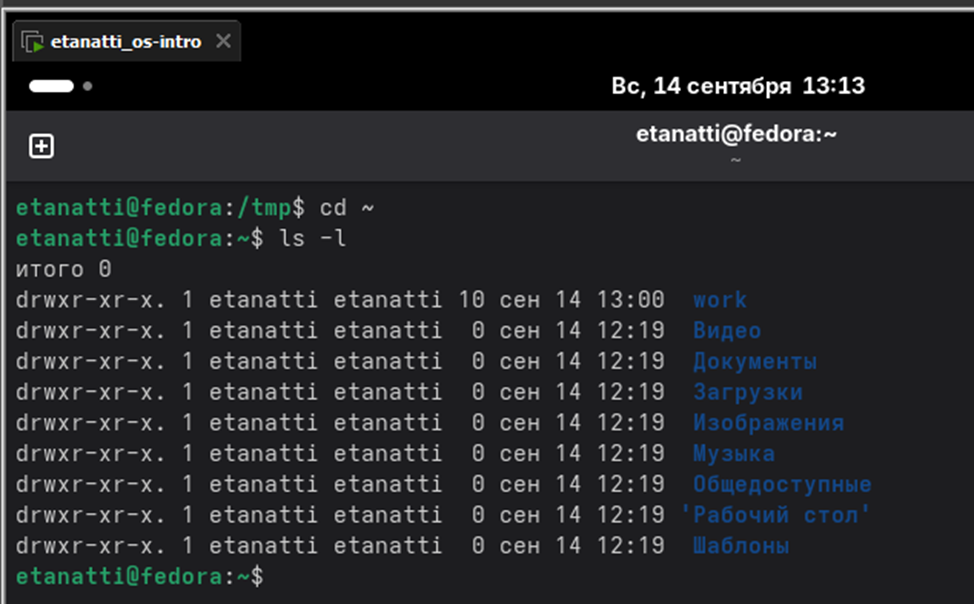 etanatti_os-intro
Вс, 14 сентября 13:13
etanatti@fedora:~
~
etanatti@fedora:/tmp$ cd ~
etanatti@fedora:~$ ls -l
итого 0
drwxr-xr-x. 1 etanatti etanatti 10 сен 14 13:00  work
drwxr-xr-x. 1 etanatti etanatti  0 сен 14 12:19  Видео
drwxr-xr-x. 1 etanatti etanatti  0 сен 14 12:19  Документы
drwxr-xr-x. 1 etanatti etanatti  0 сен 14 12:19  Загрузки
drwxr-xr-x. 1 etanatti etanatti  0 сен 14 12:19  Изображения
drwxr-xr-x. 1 etanatti etanatti  0 сен 14 12:19  Музыка
drwxr-xr-x. 1 etanatti etanatti  0 сен 14 12:19  Общедоступные
drwxr-xr-x. 1 etanatti etanatti  0 сен 14 12:19 'Рабочий стол'
drwxr-xr-x. 1 etanatti etanatti  0 сен 14 12:19  Шаблоны
etanatti@fedora:~$